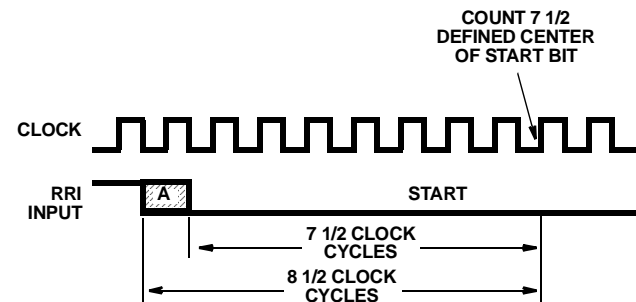 COUNT 7 1/2
DEFINED CENTER
OF START BIT
CLOCK
RRI
INPUT
A
START
7 1/2 CLOCK
CYCLES
8 1/2 CLOCK
CYCLES